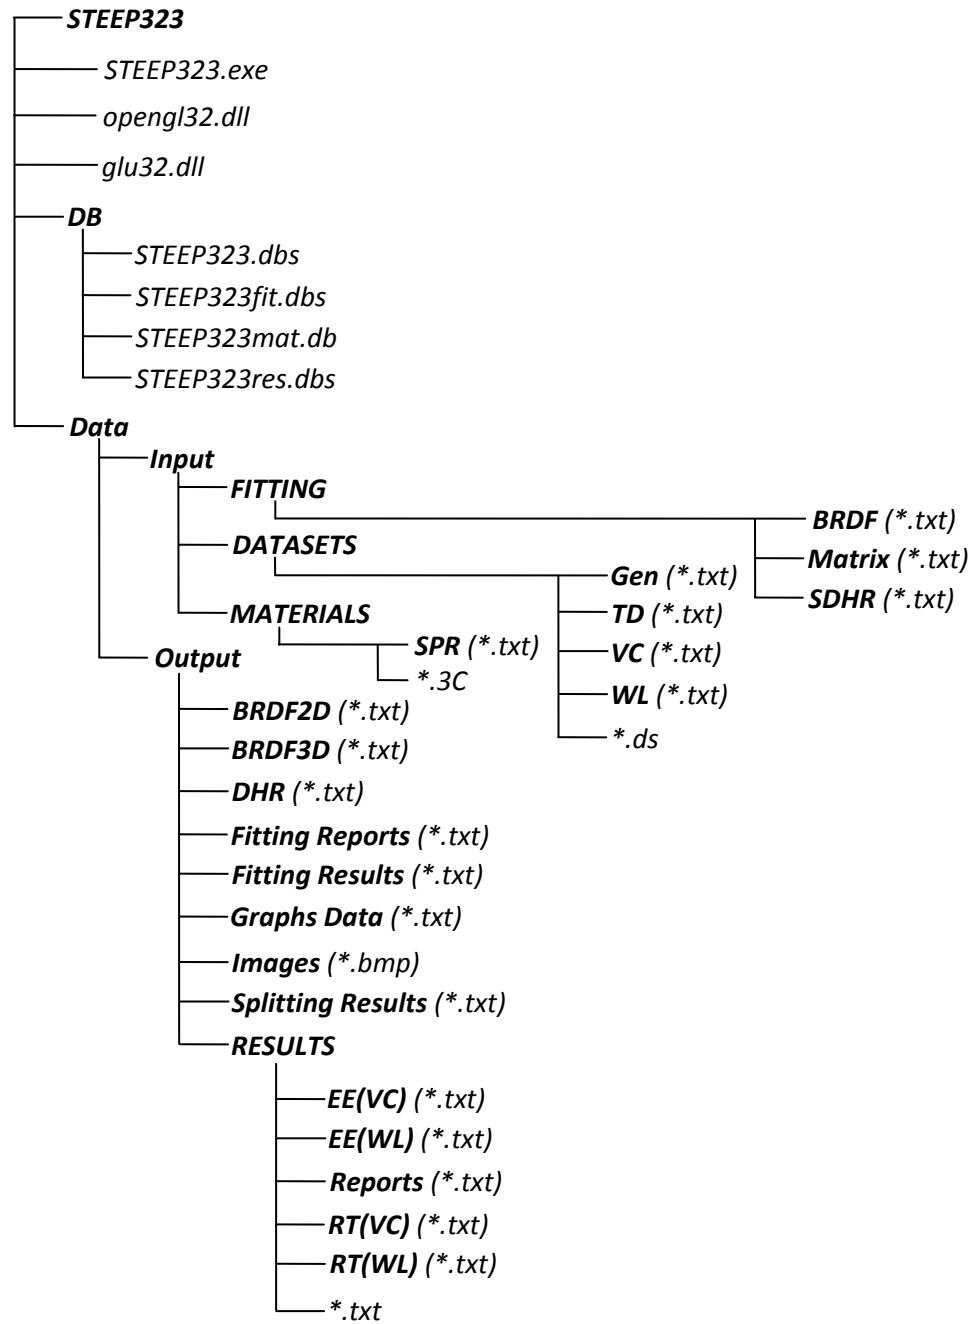 STEEP323
STEEP323.exe
opengl32.dll
glu32.dll
DB
STEEP323.dbs
STEEP323fit.dbs
STEEP323mat.db
STEEP323res.dbs
Data
Input
FITTING
BRDF (*.txt)
Matrix (*.txt)
SDHR (*.txt)
DATASETS
Gen (*.txt)
TD (*.txt)
VC (*.txt)
WL (*.txt)
*.ds
MATERIALS
SPR (*.txt)
*.3C
Output
BRDF2D (*.txt)
BRDF3D (*.txt)
DHR (*.txt)
Fitting Reports (*.txt)
Fitting Results (*.txt)
Graphs Data (*.txt)
Images (*.bmp)
Splitting Results (*.txt)
RESULTS
EE(VC) (*.txt)
EE(WL) (*.txt)
Reports (*.txt)
RT(VC) (*.txt)
RT(WL) (*.txt)
*.txt